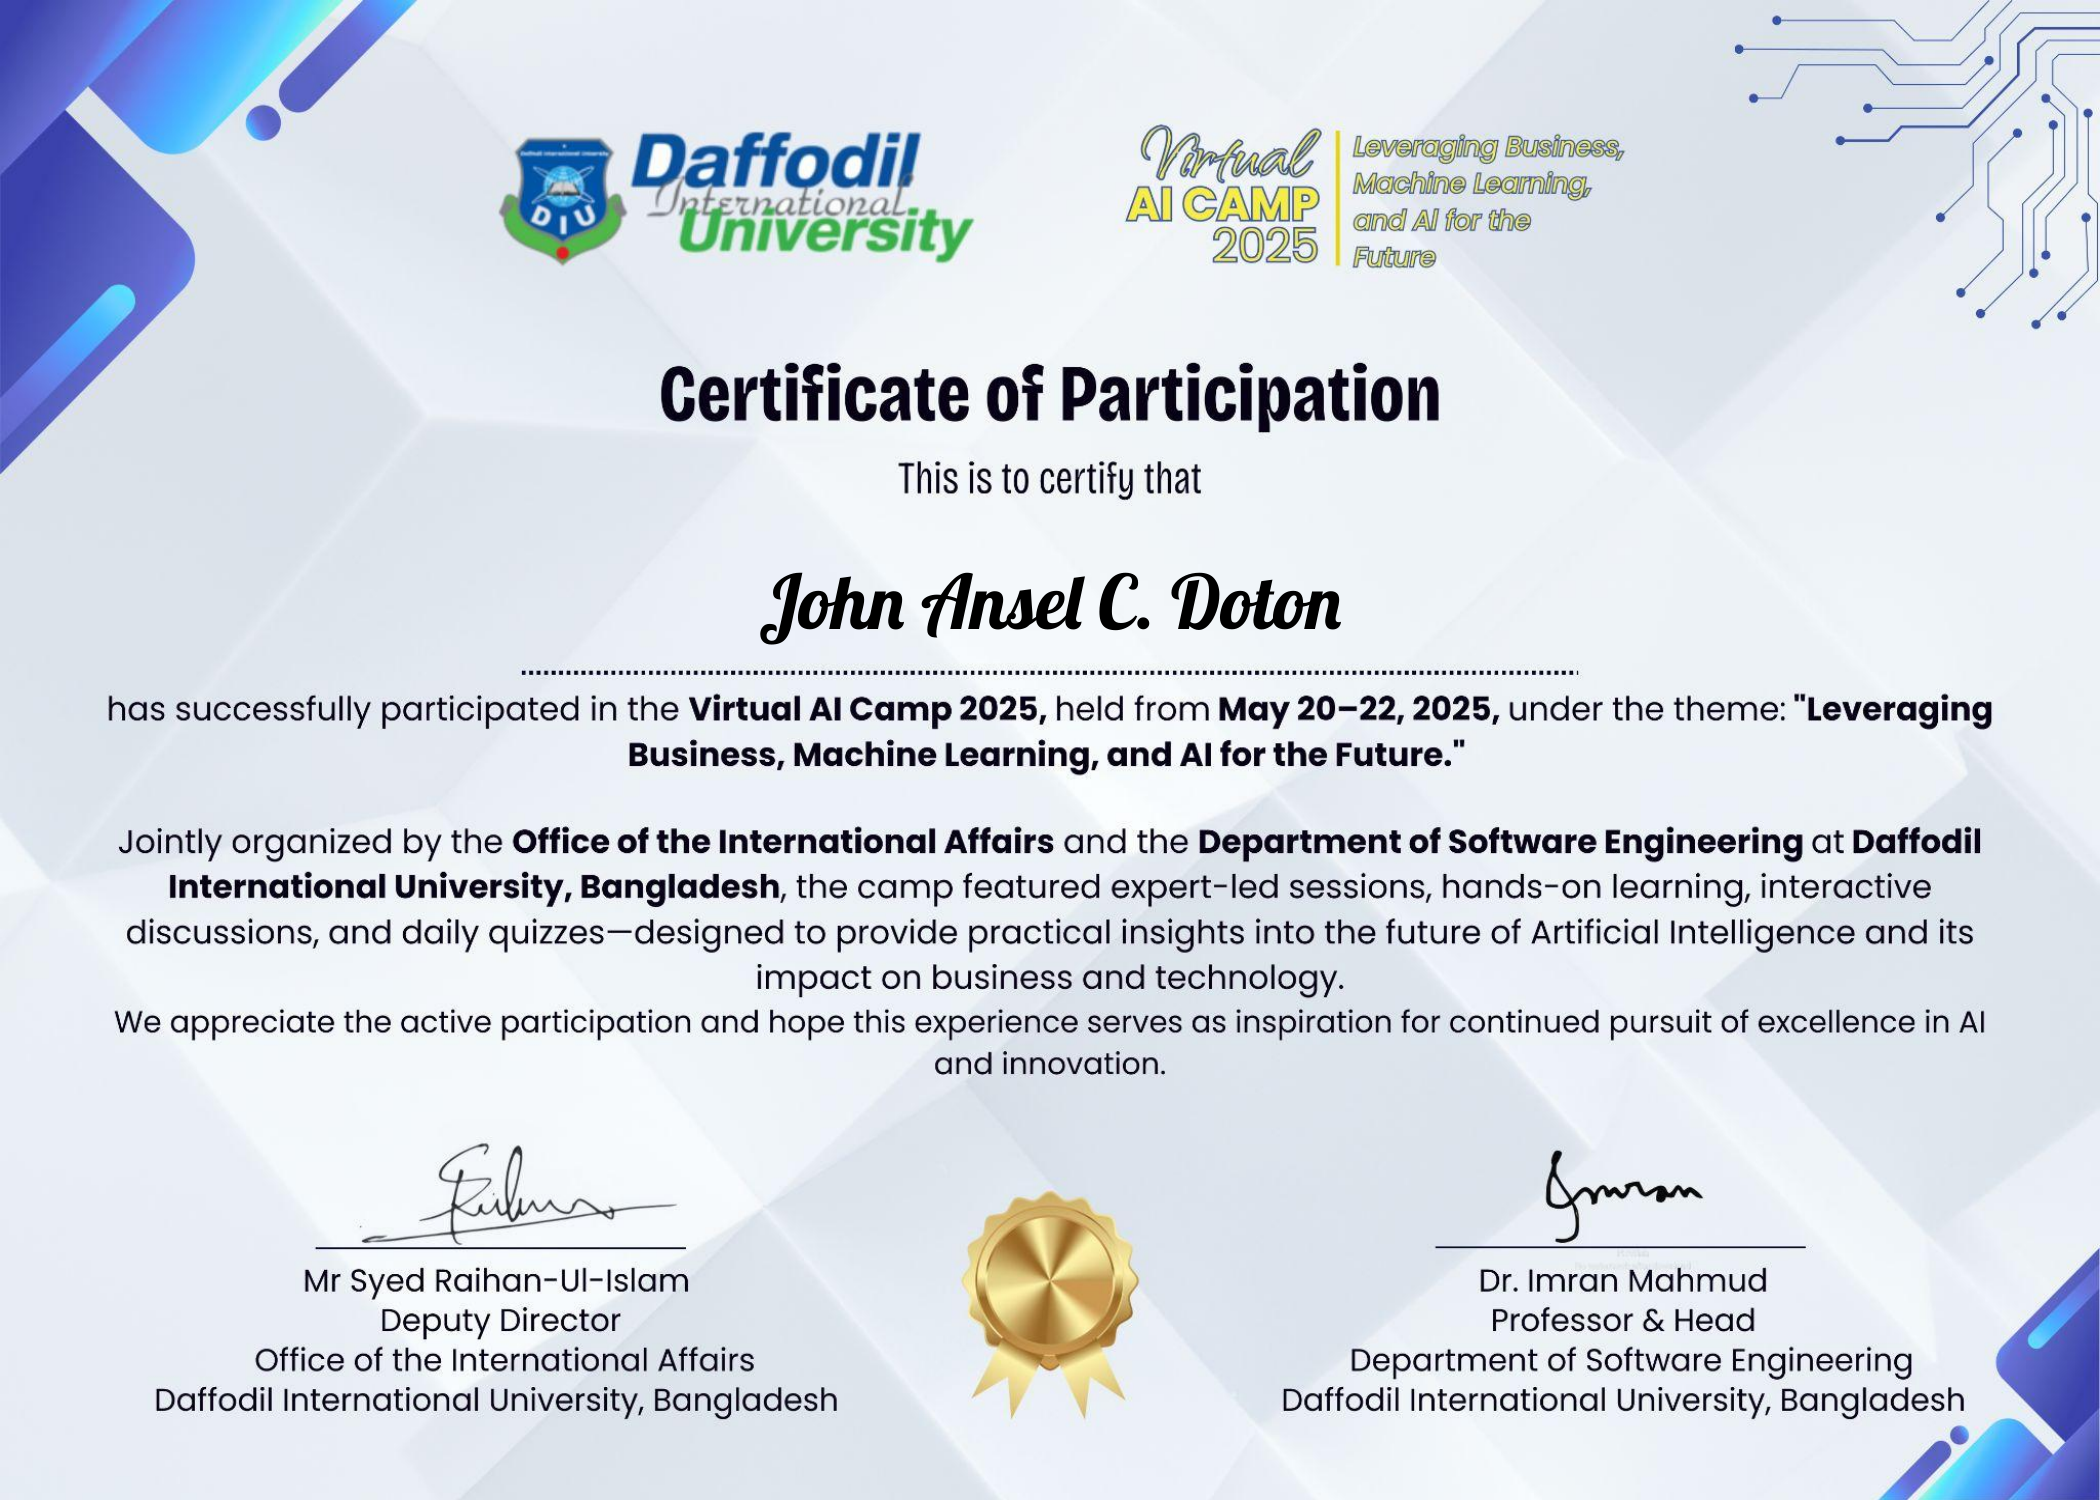 Daffodil
International
University
DIU
Virtual
AI CAMP
2025
Leveraging Business,
Machine Learning,
and AI for the
Future
Certificate of Participation
This is to certify that
John Ansel C. Doton
has successfully participated in the Virtual AI Camp 2025, held from May 20–22, 2025, under the theme: "Leveraging
Business, Machine Learning, and AI for the Future."
Jointly organized by the Office of the International Affairs and the Department of Software Engineering at Daffodil
International University, Bangladesh, the camp featured expert-led sessions, hands-on learning, interactive
discussions, and daily quizzes—designed to provide practical insights into the future of Artificial Intelligence and its
impact on business and technology.
We appreciate the active participation and hope this experience serves as inspiration for continued pursuit of excellence in AI
and innovation.
Mr Syed Raihan-Ul-Islam
Deputy Director
Office of the International Affairs
Daffodil International University, Bangladesh
Imran
Dr. Imran Mahmud
Professor & Head
Department of Software Engineering
Daffodil International University, Bangladesh